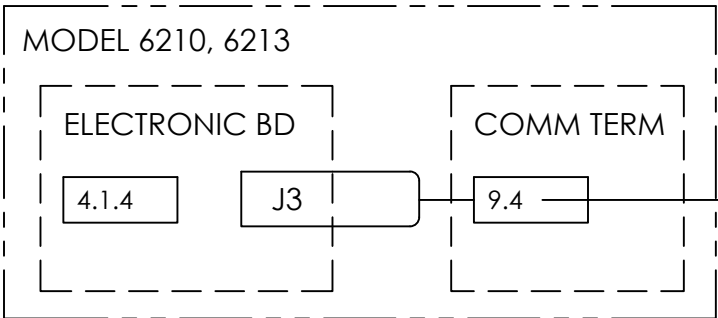 MODEL 6210, 6213
ELECTRONIC BD
COMM TERM
4.1.4
J3
9.4